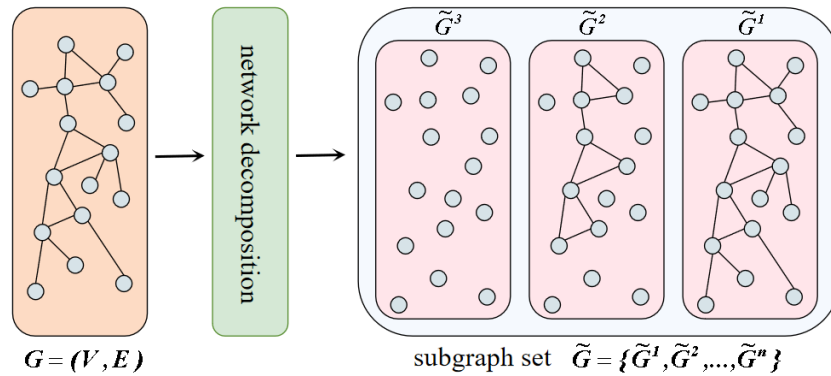 G̃³ G̃² G̃¹
network decomposition
G = (V, E)
subgraph set G̃ = {G̃¹, G̃², ..., G̃ⁿ}